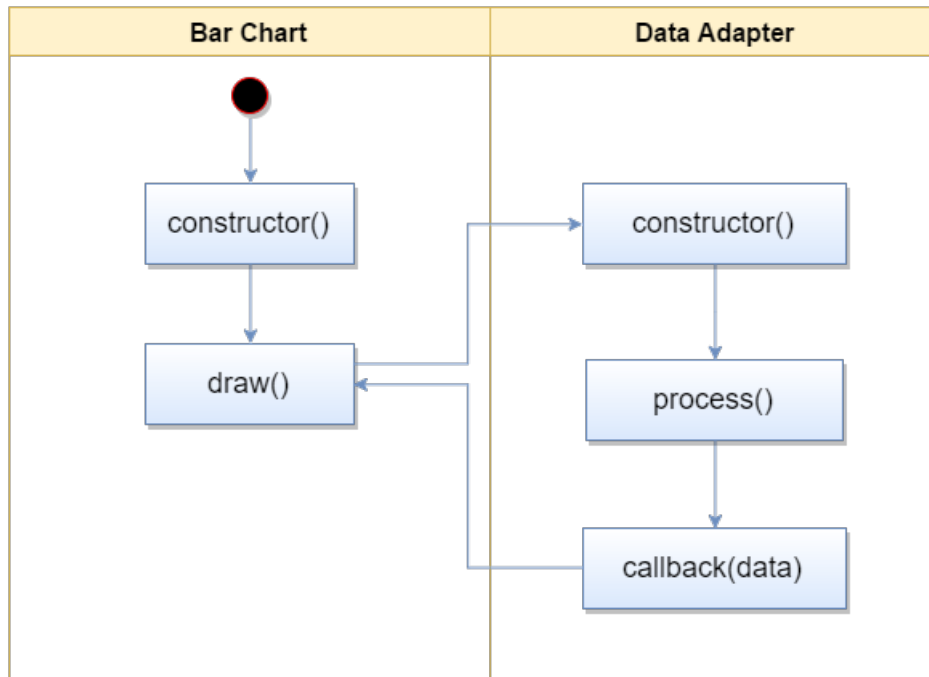 Bar Chart
Data Adapter
constructor()
constructor()
draw()
process()
callback(data)